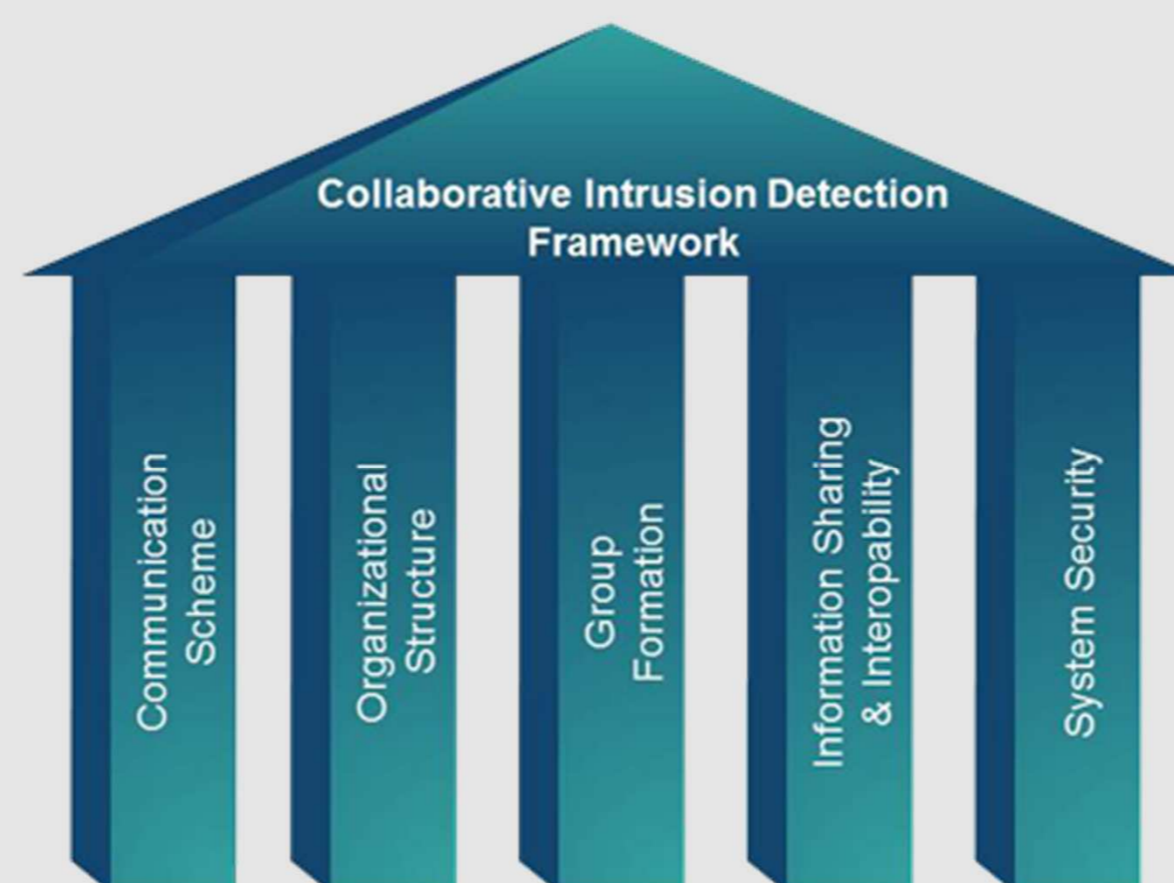 Collaborative Intrusion Detection
Framework
Communication
Scheme
Organizational
Structure
Group
Formation
Information Sharing
& Interopability
System Security